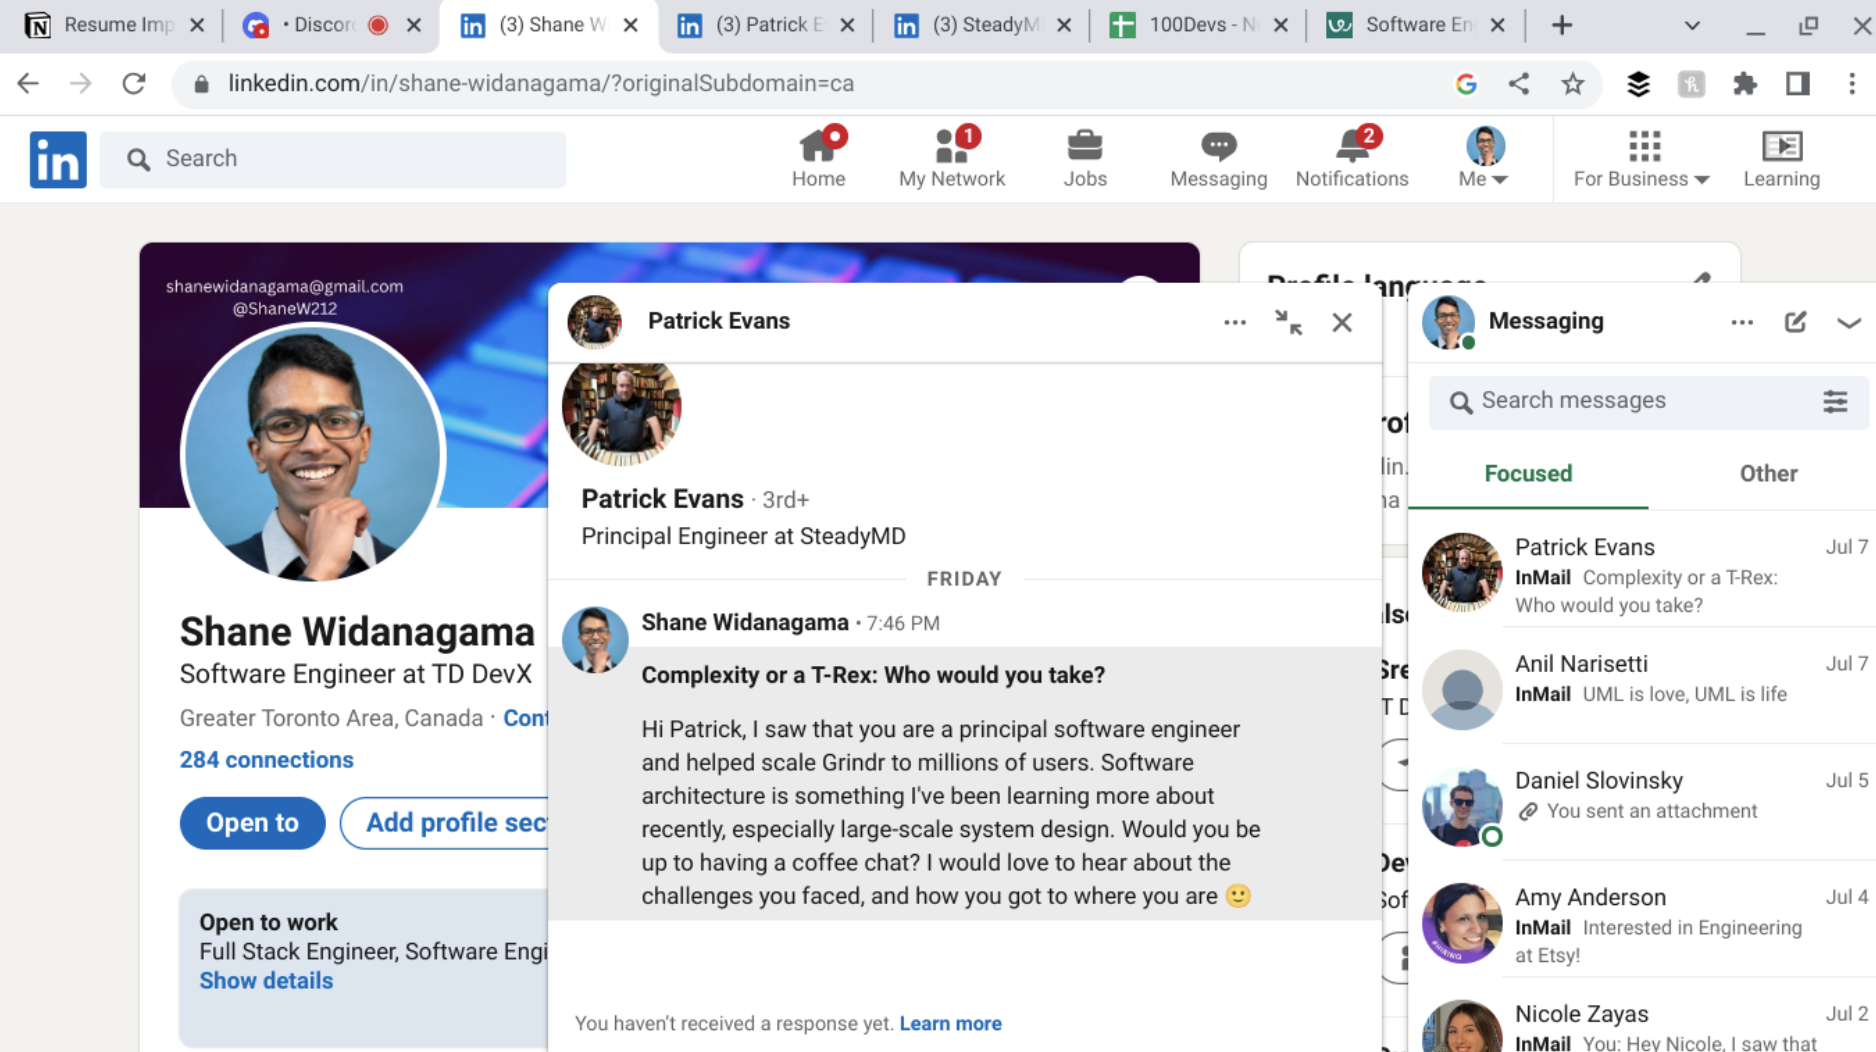 Resume Imp
• Discord
(3) Shane W
(3) Patrick E
(3) SteadyM
100Devs - N
Software En
linkedin.com/in/shane-widanagama/?originalSubdomain=ca
in
Search
Home
1
My Network
Jobs
Messaging
2
Notifications
Me
For Business
Learning
shanewidanagama@gmail.com
@ShaneW212
Shane Widanagama
Software Engineer at TD DevX
Greater Toronto Area, Canada · Cont
284 connections
Open to
Add profile sec
Open to work
Full Stack Engineer, Software Engi
Show details
Profile language
Patrick Evans
Patrick Evans · 3rd+
Principal Engineer at SteadyMD
FRIDAY
Shane Widanagama • 7:46 PM
Complexity or a T-Rex: Who would you take?
Hi Patrick, I saw that you are a principal software engineer
and helped scale Grindr to millions of users. Software
architecture is something I've been learning more about
recently, especially large-scale system design. Would you be
up to having a coffee chat? I would love to hear about the
challenges you faced, and how you got to where you are 🙂
You haven't received a response yet. Learn more
Messaging
Search messages
Focused
Other
Patrick Evans
Jul 7
InMail Complexity or a T-Rex:
Who would you take?
Anil Narisetti
Jul 7
InMail UML is love, UML is life
Daniel Slovinsky
Jul 5
You sent an attachment
Amy Anderson
Jul 4
InMail Interested in Engineering
at Etsy!
#HIRING
Nicole Zayas
Jul 2
InMail You: Hey Nicole, I saw that